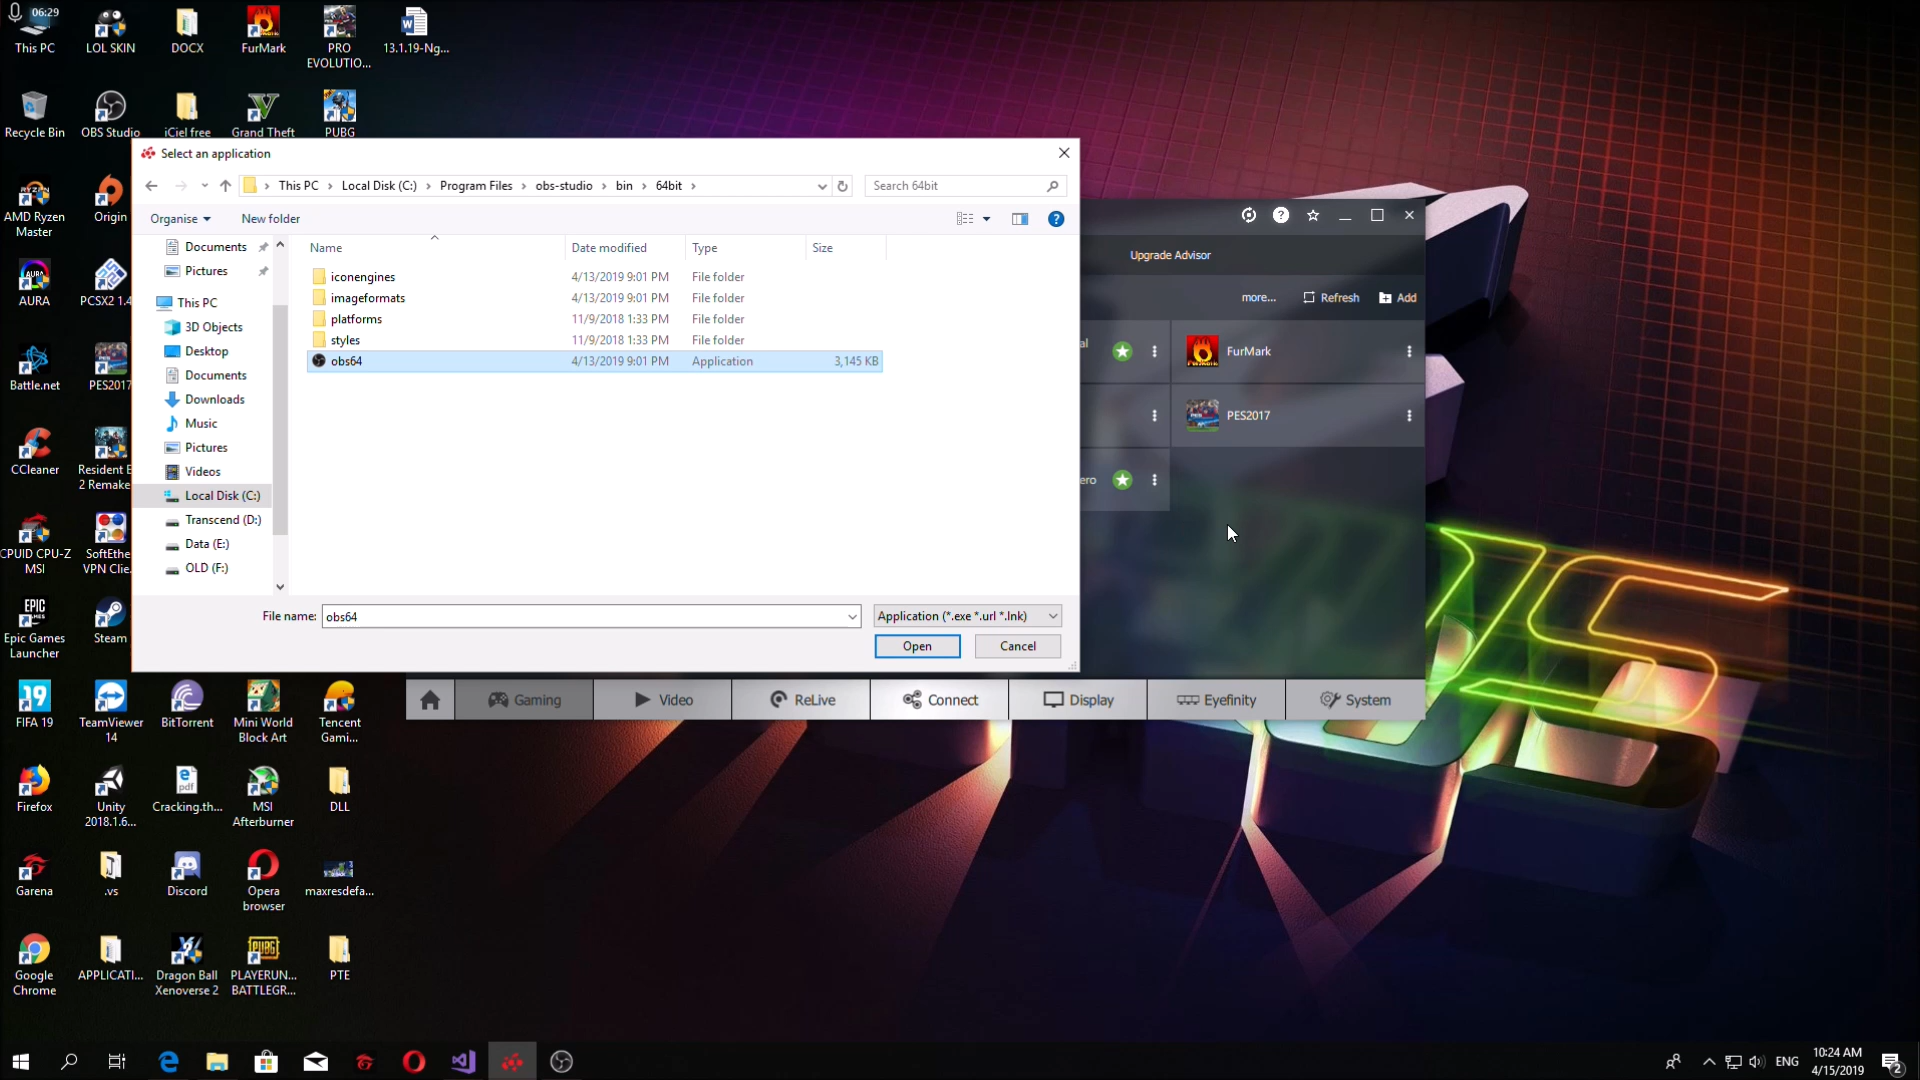 06:29
This PC
LOL SKIN
DOCX
FurMark
PRO
EVOLUTIO...
13.1.19-Ng...
Recycle Bin
OBS Studio
iCiel free
Grand Theft
PUBG
AMD Ryzen
Master
Origin
AURA
PCSX2 1.4
Battle.net
PES2017
CCleaner
Resident E
2 Remake
CPUID CPU-Z
MSI
SoftEthe
VPN Clie.
Epic Games
Launcher
Steam
FIFA 19
TeamViewer
14
BitTorrent
Mini World
Block Art
Tencent
Gami...
Firefox
Unity
2018.1.6...
Cracking.th...
MSI
Afterburner
DLL
Garena
.vs
Discord
Opera
browser
maxresdefa...
Google
Chrome
APPLICATI...
Dragon Ball
Xenoverse 2
PLAYERUN...
BATTLEGR...
PTE
Select an application
This PC > Local Disk (C:) > Program Files > obs-studio > bin > 64bit >
Search 64bit
Organise
New folder
Documents
Pictures
This PC
3D Objects
Desktop
Documents
Downloads
Music
Pictures
Videos
Local Disk (C:)
Transcend (D:)
Data (E:)
OLD (F:)
Name Date modified Type Size
iconengines 4/13/2019 9:01 PM File folder
imageformats 4/13/2019 9:01 PM File folder
platforms 11/9/2018 1:33 PM File folder
styles 11/9/2018 1:33 PM File folder
obs64 4/13/2019 9:01 PM Application 3,145 KB
File name: obs64
Application (*.exe *.url *.lnk)
Open Cancel
Upgrade Advisor
more... Refresh Add
al
FurMark
PES2017
ero
Gaming Video ReLive Connect Display Eyefinity System
ENG
10:24 AM
4/15/2019
2